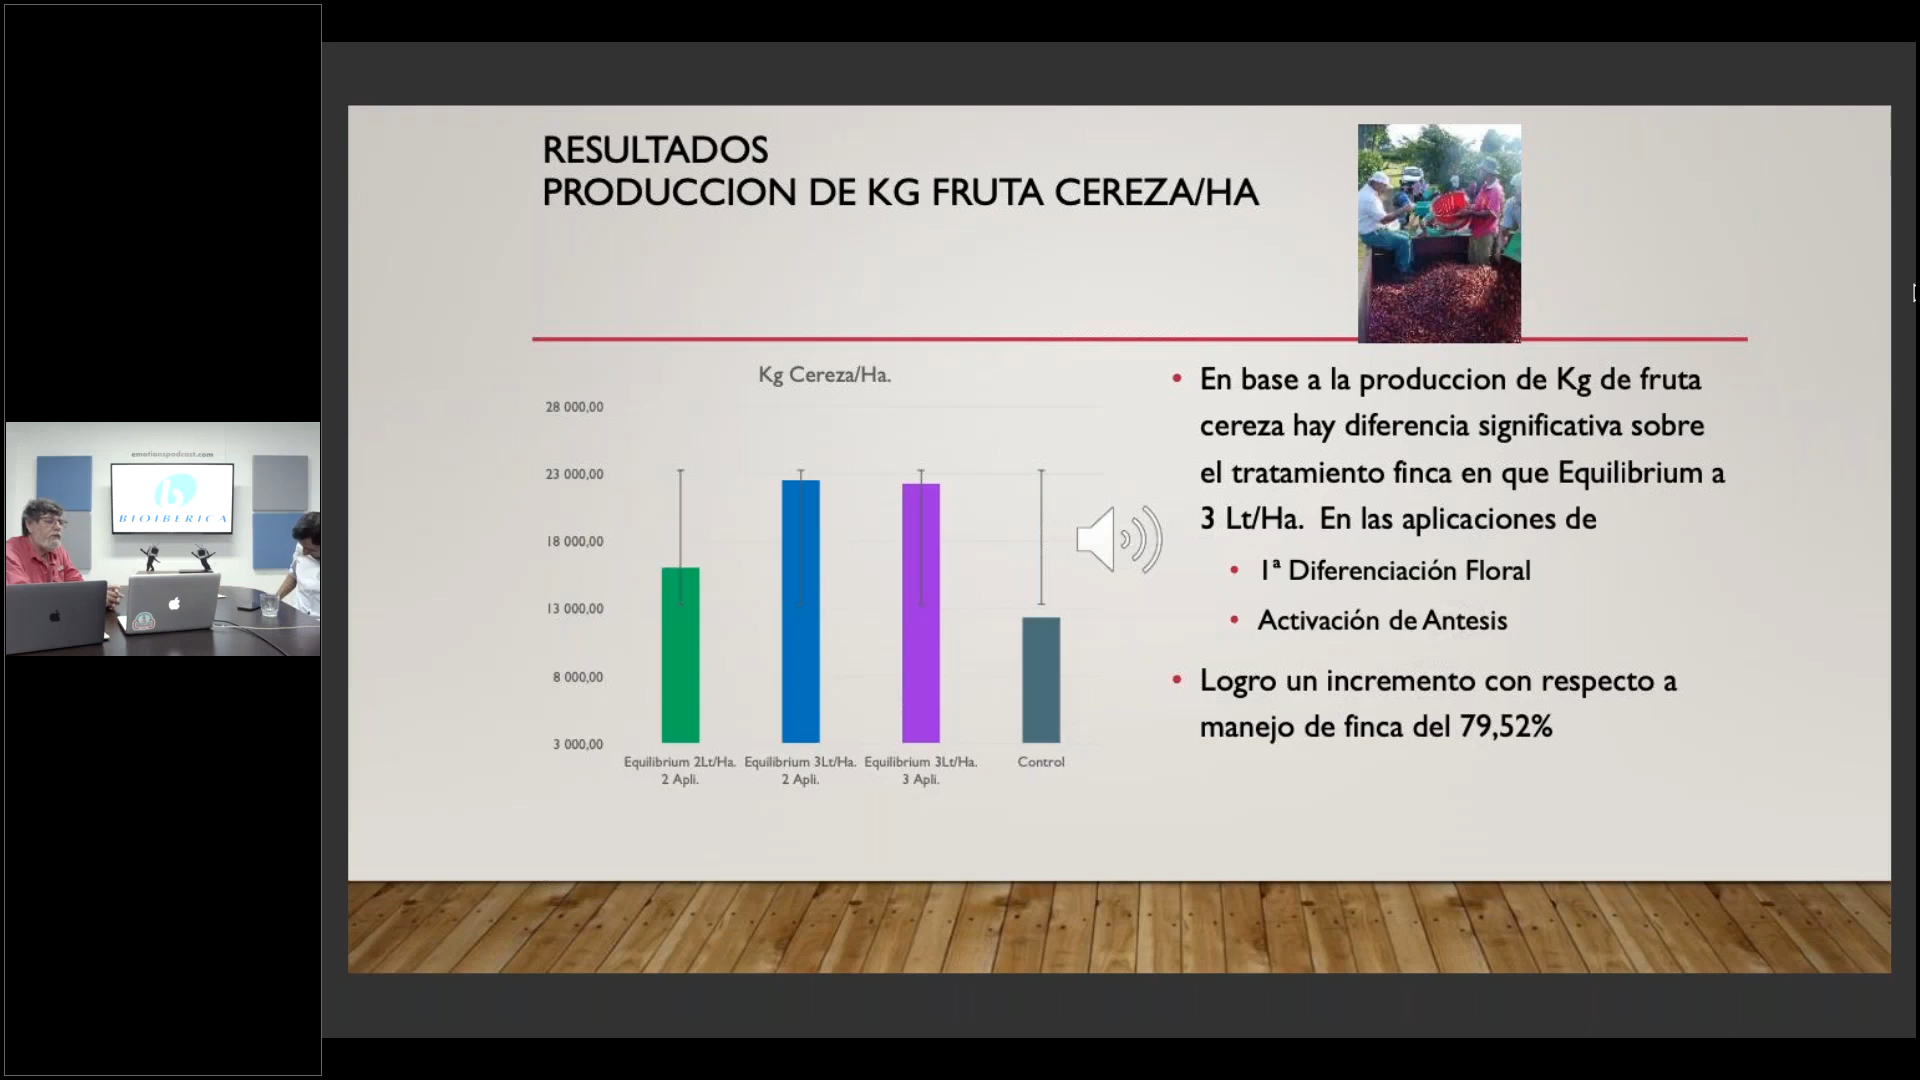 emotionspodcast.com
BIOIBERICA
RESULTADOS
PRODUCCION DE KG FRUTA CEREZA/HA
Kg Cereza/Ha.
28 000,00
23 000,00
18 000,00
13 000,00
8 000,00
3 000,00
Equilibrium 2Lt/Ha.
2 Apli.
Equilibrium 3Lt/Ha.
2 Apli.
Equilibrium 3Lt/Ha.
3 Apli.
Control
• En base a la produccion de Kg de fruta
cereza hay diferencia significativa sobre
el tratamiento finca en que Equilibrium a
3 Lt/Ha. En las aplicaciones de
• 1ª Diferenciación Floral
• Activación de Antesis
• Logro un incremento con respecto a
manejo de finca del 79,52%